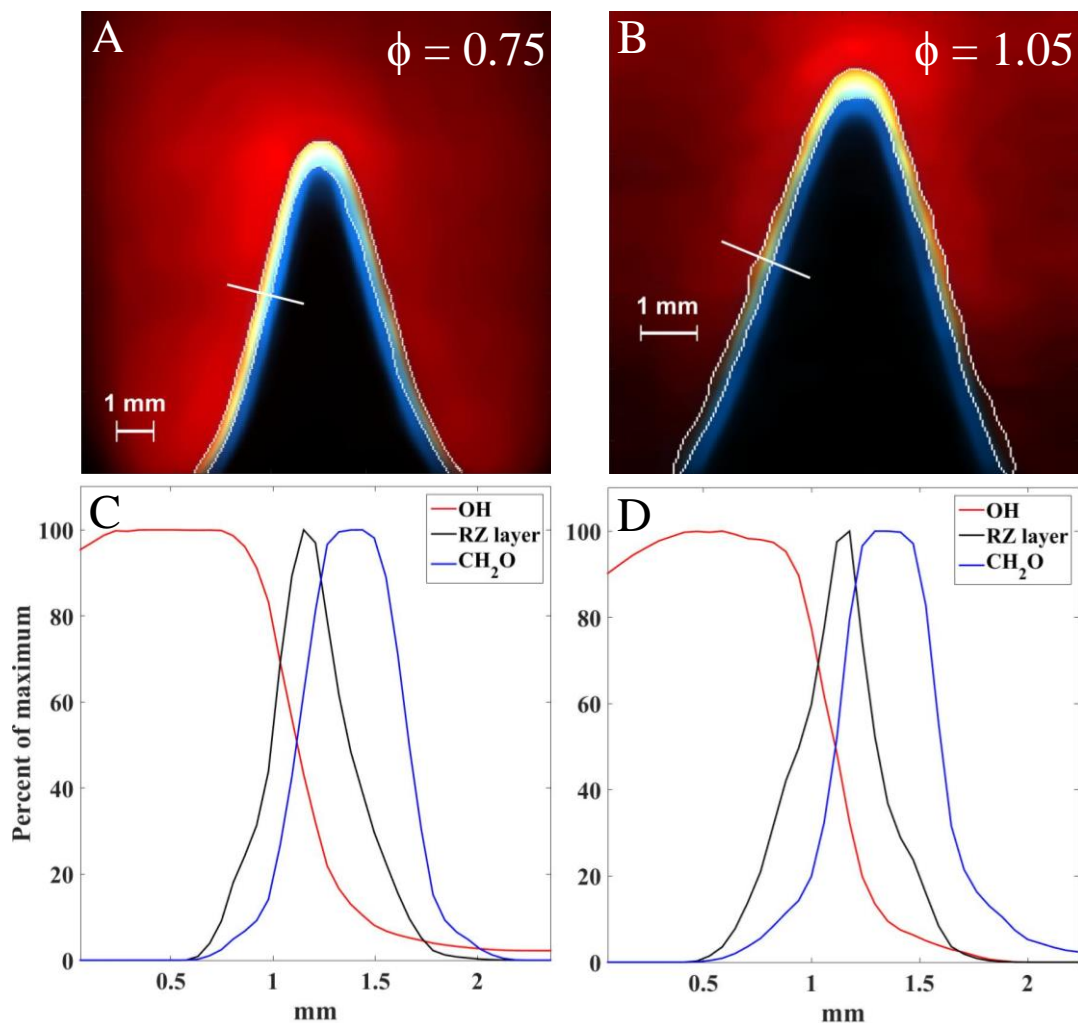 A
ϕ = 0.75
1 mm
B
ϕ = 1.05
1 mm
C
OH
RZ layer
CH₂O
100
80
60
40
20
0
Percent of maximum
0.5
1
1.5
2
mm
D
OH
RZ layer
CH₂O
100
80
60
40
20
0
0.5
1
1.5
2
mm